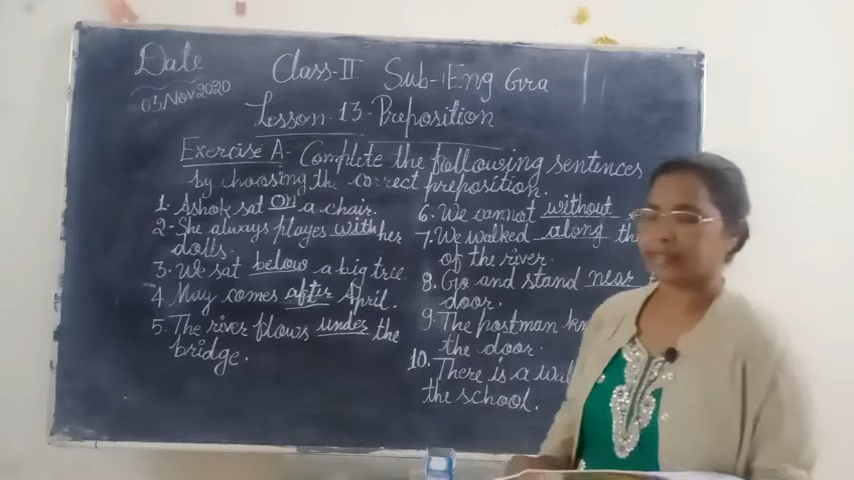 Date
03 Nov 2020
Class-II Sub-Eng. Gra
Lesson-13-Preposition
Exercise A- Complete the following sentences
by choosing the correct preposition.
1. Ashok sat on a chair.
2. She always playes with her
dolls.
3. We sat below a big tree
4 May comes after April.
5. The river flows under the
bridge.
6. We cannot without
7. We walked along the
of the river.
8. Go and stand near
door.
9. The postman
the door.
10. There is a
the school.